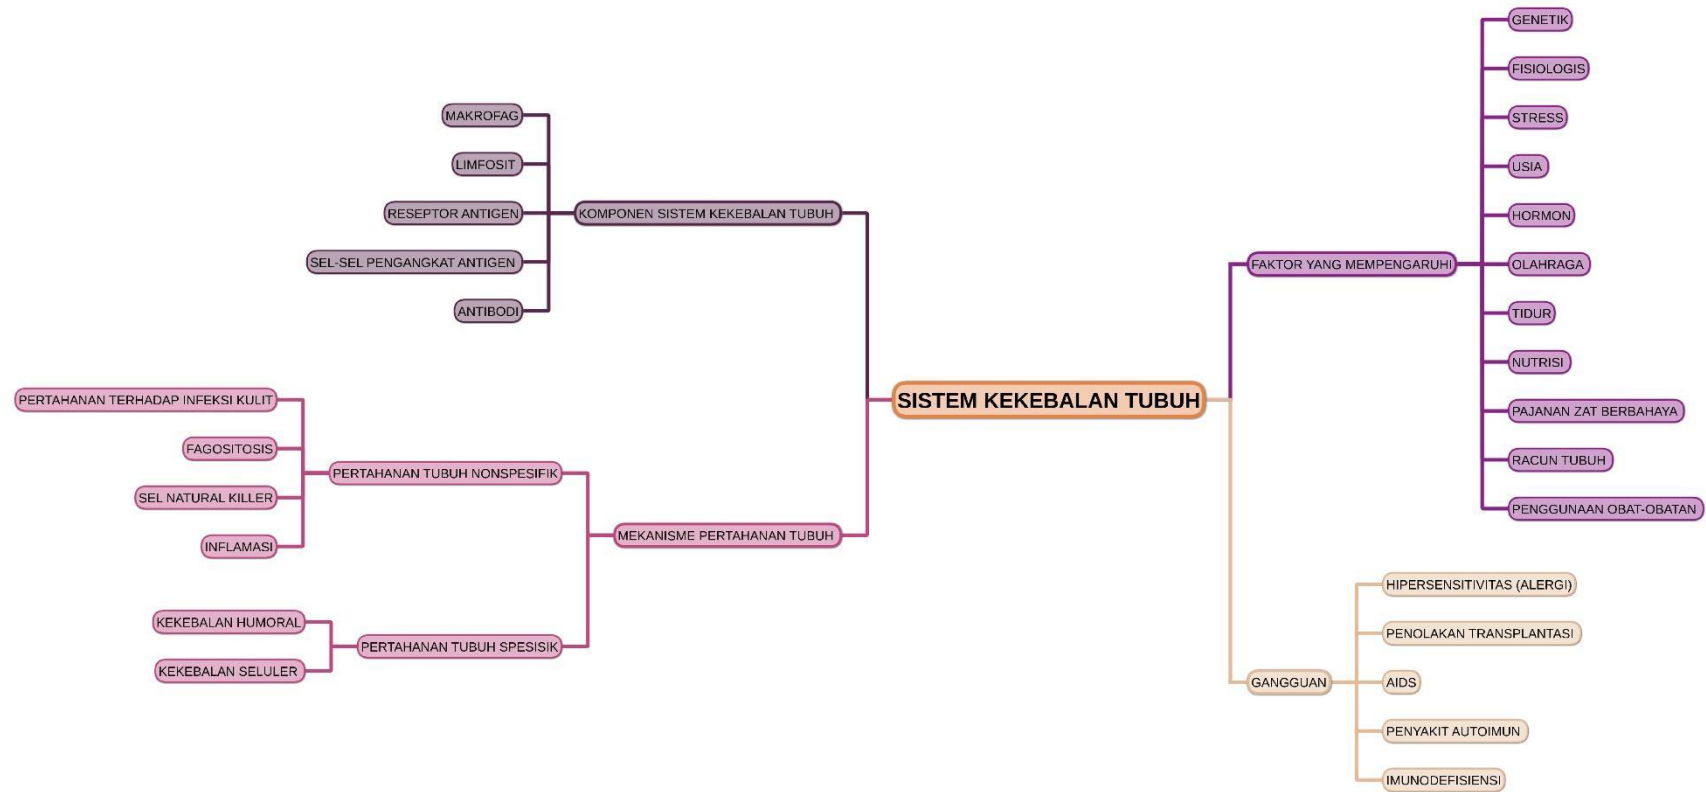 SISTEM KEKEBALAN TUBUH
KOMPONEN SISTEM KEKEBALAN TUBUH
MAKROFAG
LIMFOSIT
RESEPTOR ANTIGEN
SEL-SEL PENGANGKAT ANTIGEN
ANTIBODI
MEKANISME PERTAHANAN TUBUH
PERTAHANAN TUBUH NONSPESIFIK
PERTAHANAN TERHADAP INFEKSI KULIT
FAGOSITOSIS
SEL NATURAL KILLER
INFLAMASI
PERTAHANAN TUBUH SPESISIK
KEKEBALAN HUMORAL
KEKEBALAN SELULER
FAKTOR YANG MEMPENGARUHI
GENETIK
FISIOLOGIS
STRESS
USIA
HORMON
OLAHRAGA
TIDUR
NUTRISI
PAJANAN ZAT BERBAHAYA
RACUN TUBUH
PENGGUNAAN OBAT-OBATAN
GANGGUAN
HIPERSENSITIVITAS (ALERGI)
PENOLAKAN TRANSPLANTASI
AIDS
PENYAKIT AUTOIMUN
IMUNODEFISIENSI